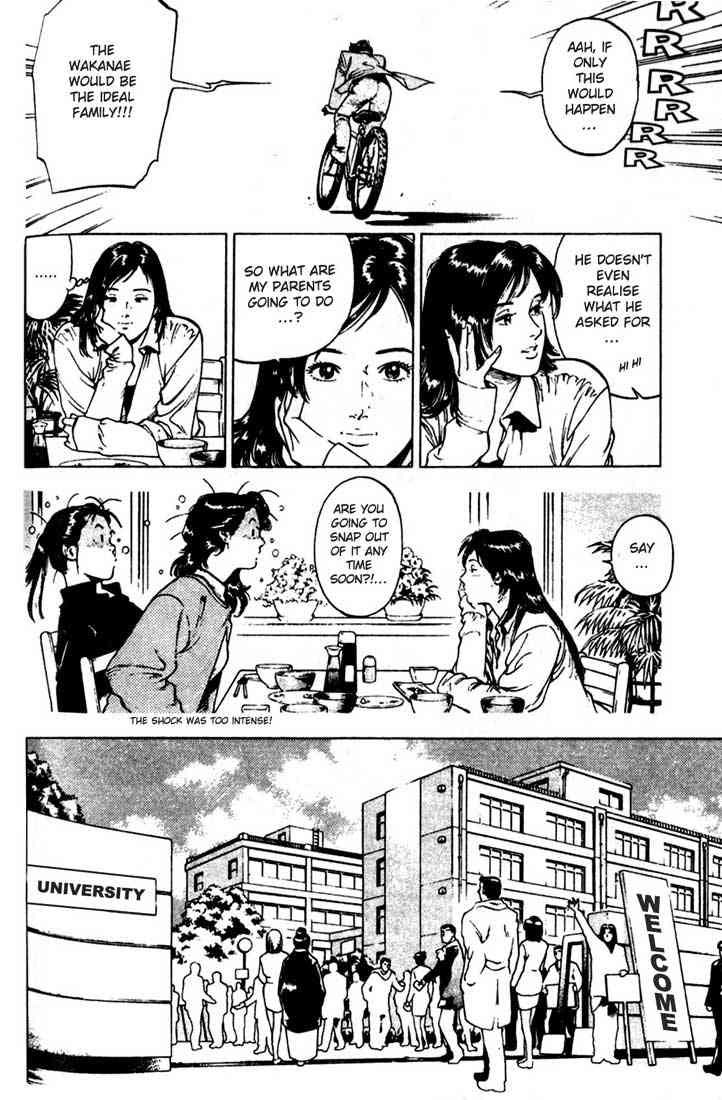 RRRRRR
AAH, IF
ONLY
THIS
WOULD
HAPPEN
...
THE
WAKANAE
WOULD BE
THE IDEAL
FAMILY!!!
HE DOESN'T
EVEN
REALISE
WHAT HE
ASKED FOR
...
HI HI
SO WHAT ARE
MY PARENTS
GOING TO DO
...?
.....
SAY
...
ARE YOU
GOING TO
SNAP OUT
OF IT ANY
TIME
SOON?!...
THE SHOCK WAS TOO INTENSE!
UNIVERSITY
WELCOME